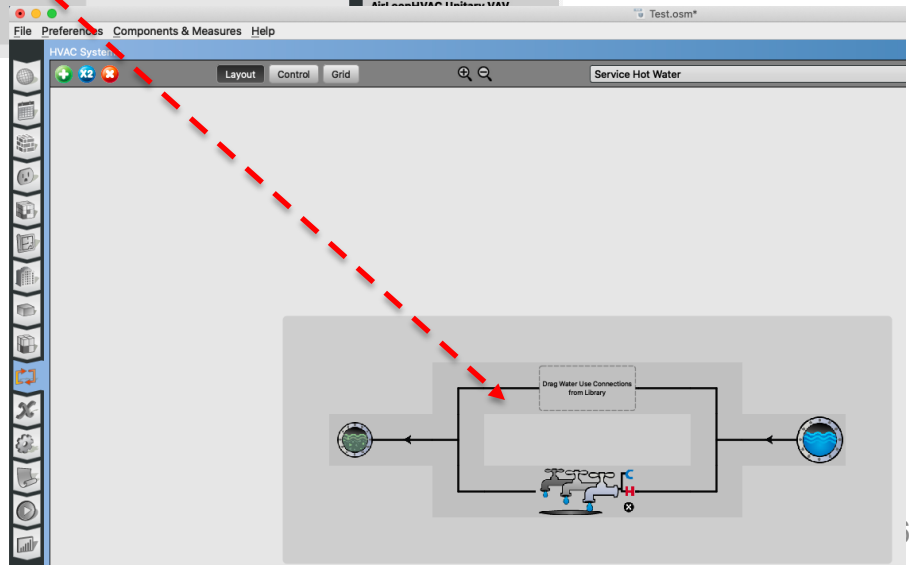 AirLoopHVAC Unitary VAV
Test.osm*
File Preferences Components & Measures Help
HVAC System
X2
Layout Control Grid
Service Hot Water
Drag Water Use Connections
from Library
C
H